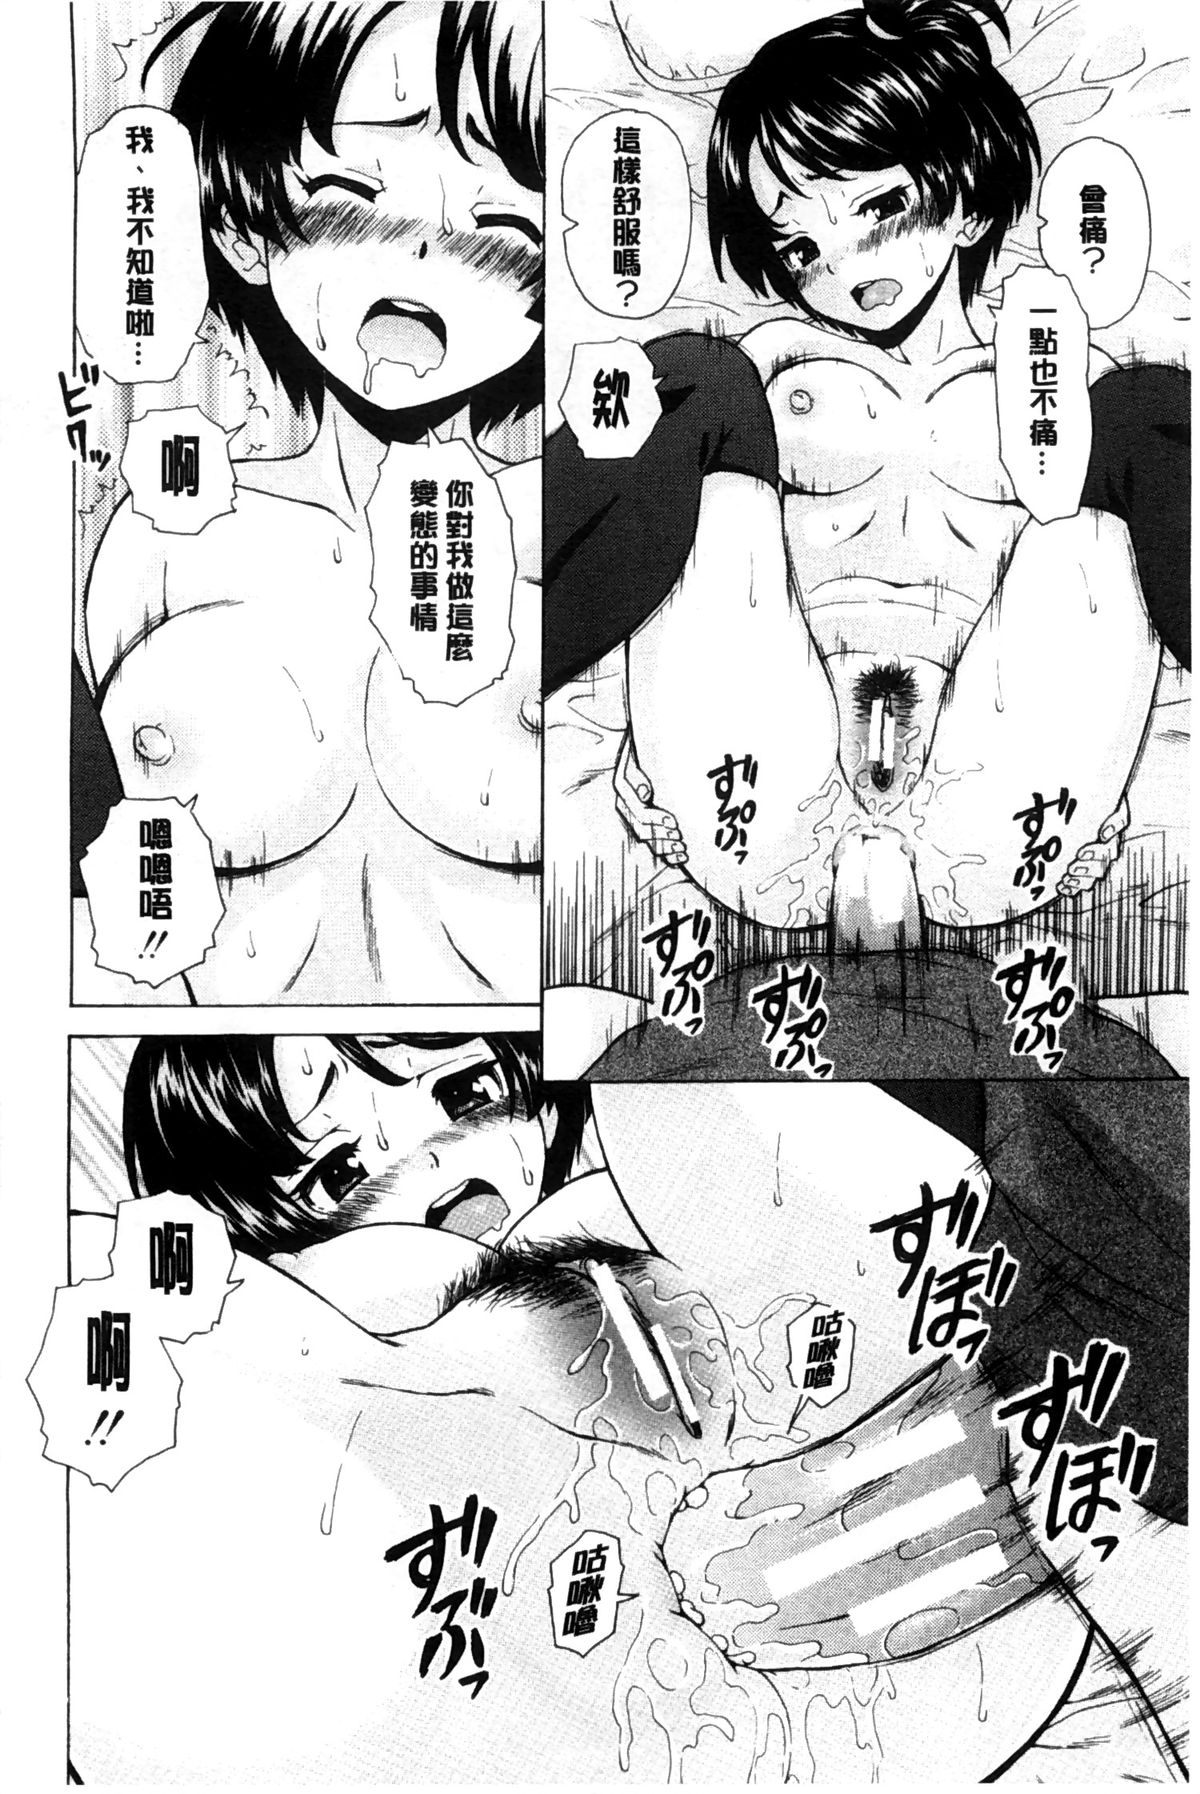 會痛?
一點也不痛…
這樣舒服嗎?
欸
ずぷっ
ずぷっ
ずぷっ
ずぷっ
ずぷっ
你對我做這麼
變態的事情
我、我不知道啦…
ビクッ
啊
嗯嗯唔!!
ずぼっ
ずぼっ
咕啾嚕
咕啾嚕
ずぶっ
啊
啊!!